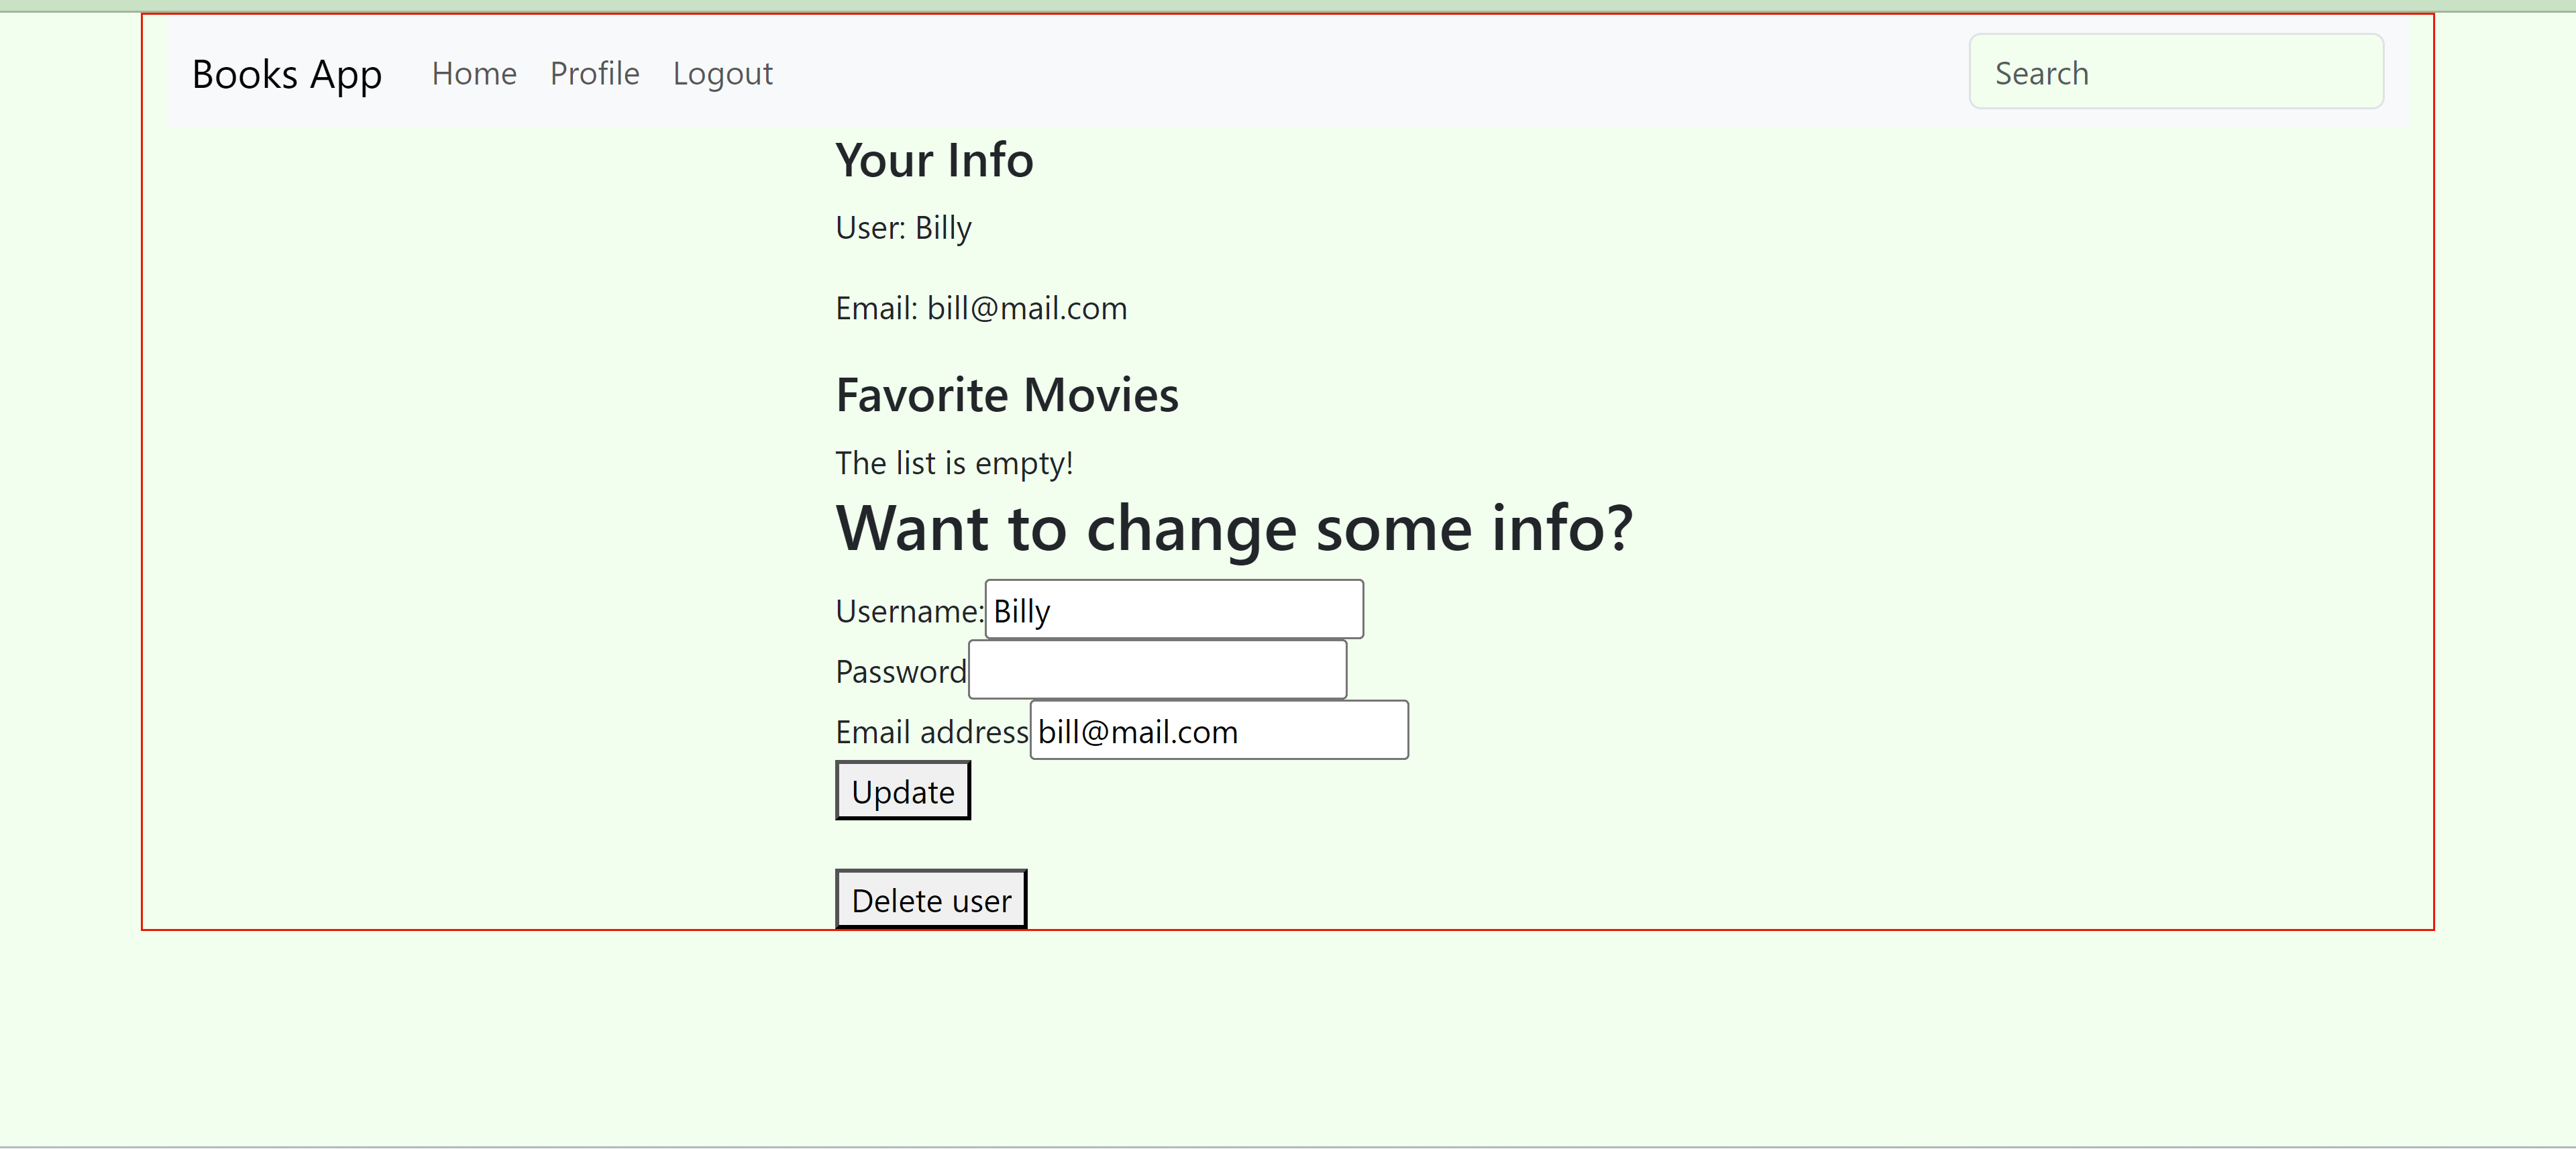 Books App Home Profile Logout Search
Your Info
User: Billy
Email: bill@mail.com
Favorite Movies
The list is empty!
Want to change some info?
Username: Billy
Password
Email address bill@mail.com
Update
Delete user